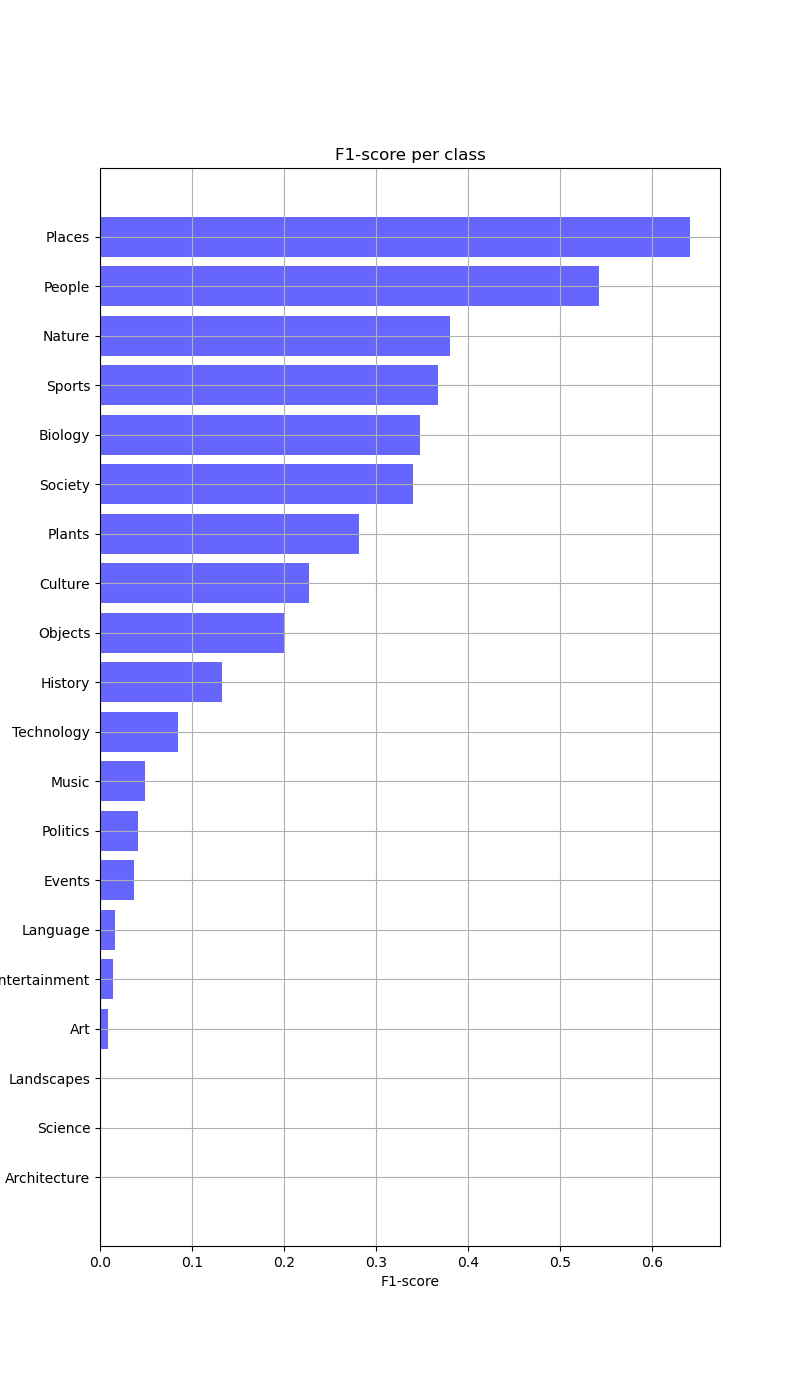 F1-score per class
Places
People
Nature
Sports
Biology
Society
Plants
Culture
Objects
History
Technology
Music
Politics
Events
Language
ntertainment
Art
Landscapes
Science
Architecture
0.0 0.1 0.2 0.3 0.4 0.5 0.6
F1-score